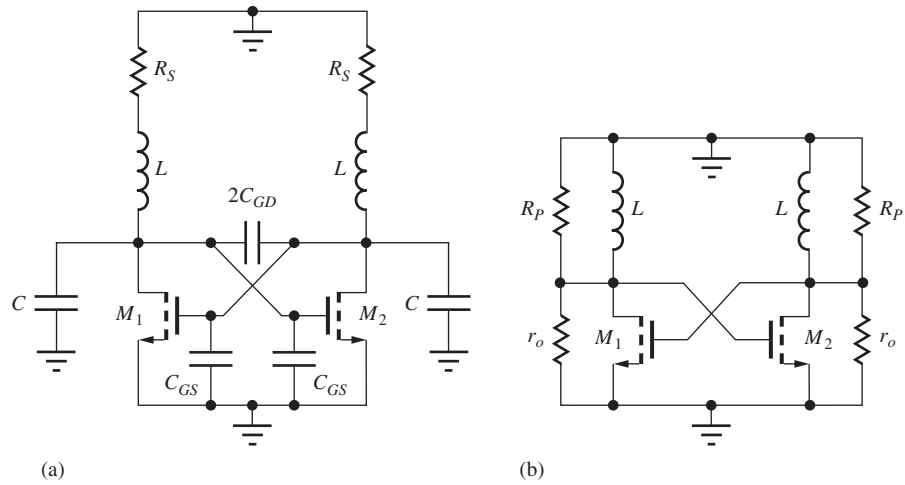 R_S
R_S
L
L
2C_GD
C
M_1
M_2
C
C_GS
C_GS
(a)
R_P
L
L
R_P
r_o
M_1
M_2
r_o
(b)